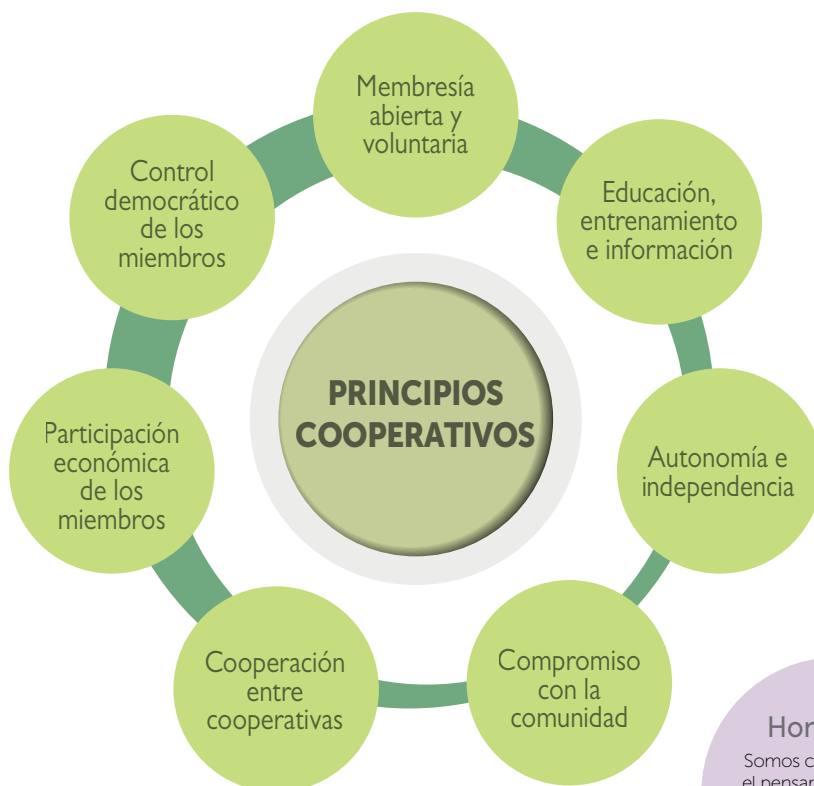 Membresía
abierta y
voluntaria
Educación,
entrenamiento
e información
Autonomía e
independencia
Compromiso
con la
comunidad
Cooperación
entre
cooperativas
Participación
económica
de los
miembros
Control
democrático
de los
miembros
PRINCIPIOS
COOPERATIVOS
Somos